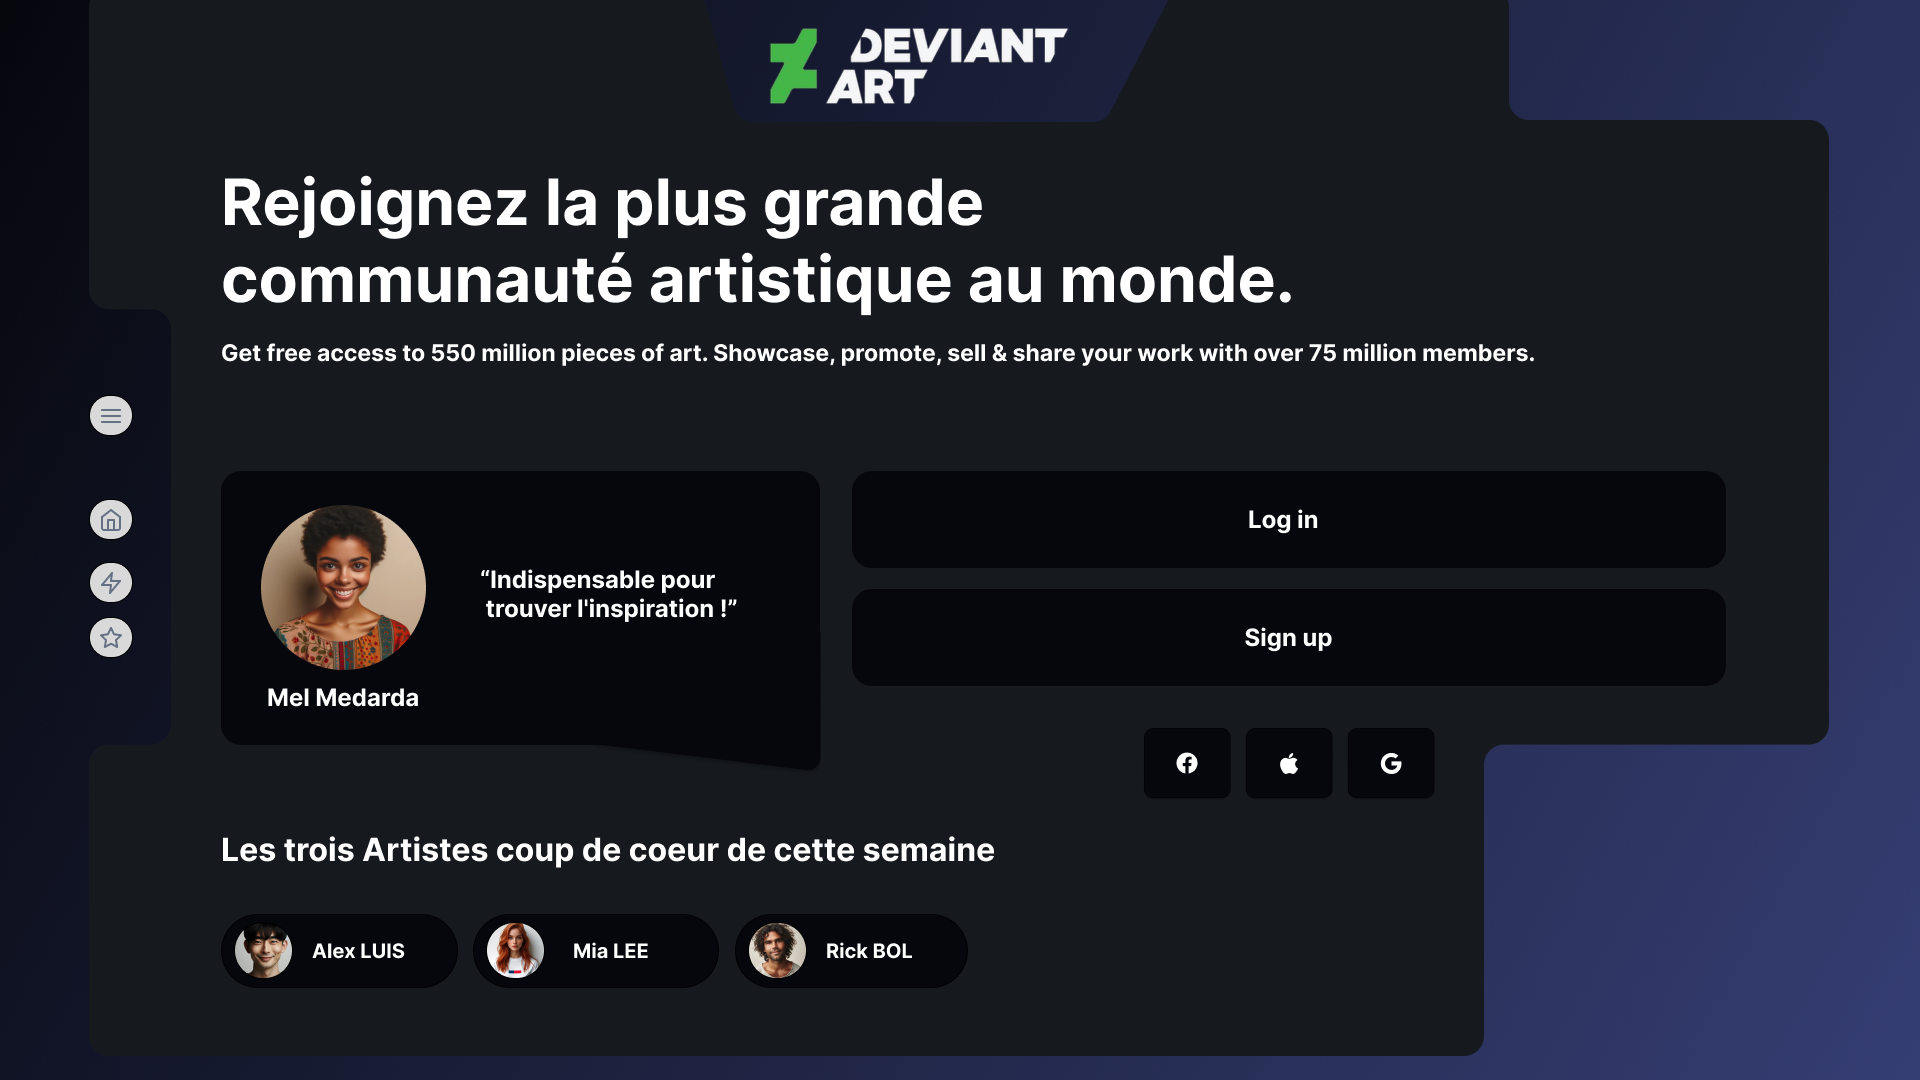 DEVIANT
ART
Rejoignez la plus grande
communauté artistique au monde.
Get free access to 550 million pieces of art. Showcase, promote, sell & share your work with over 75 million members.
“Indispensable pour
trouver l'inspiration !”
Mel Medarda
Log in
Sign up
Les trois Artistes coup de coeur de cette semaine
Alex LUIS
Mia LEE
Rick BOL